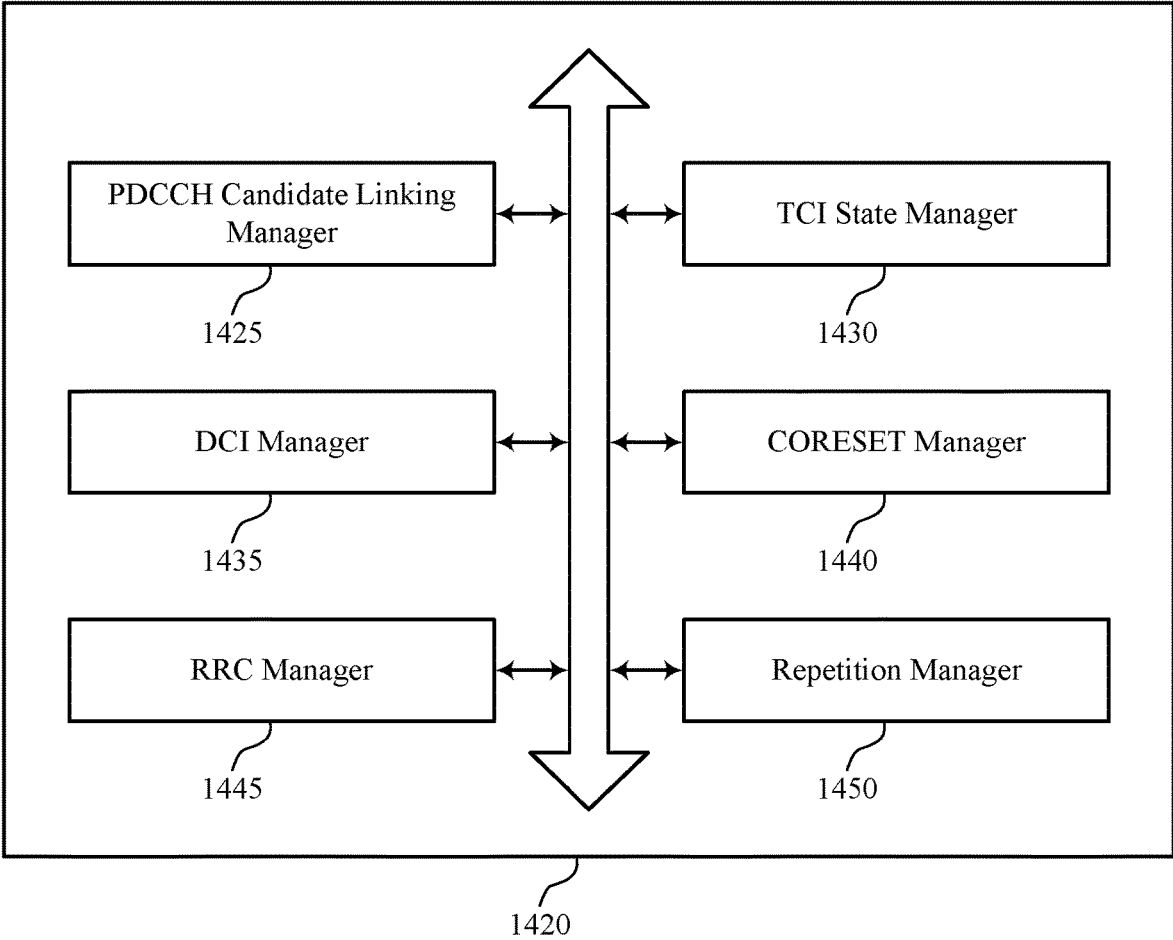 PDCCH Candidate Linking
Manager
1425
TCI State Manager
1430
DCI Manager
1435
CORESET Manager
1440
RRC Manager
1445
Repetition Manager
1450
1420